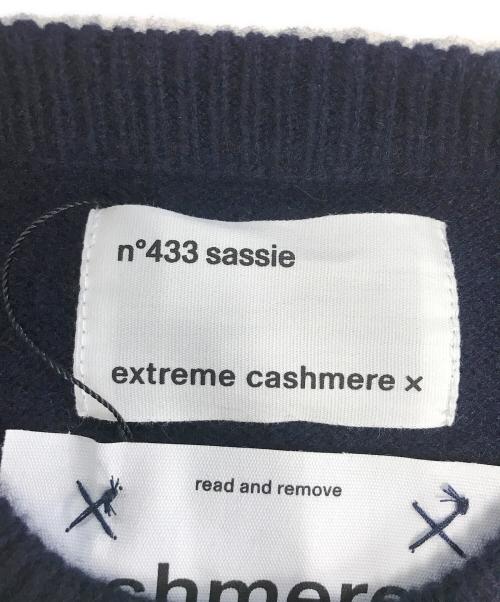 n°433 sassie
extreme cashmere ×
read and remove